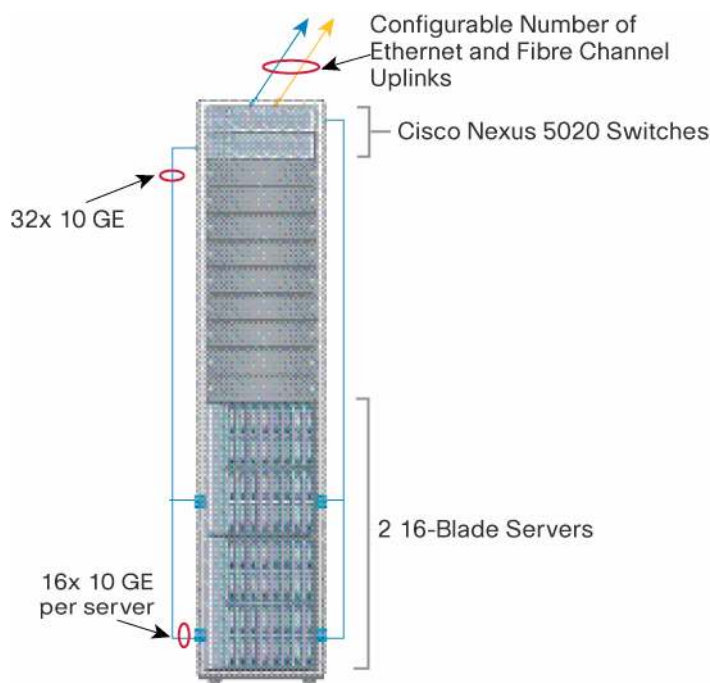 Configurable Number of
Ethernet and Fibre Channel
Uplinks
Cisco Nexus 5020 Switches
32x 10 GE
2 16-Blade Servers
16x 10 GE
per server